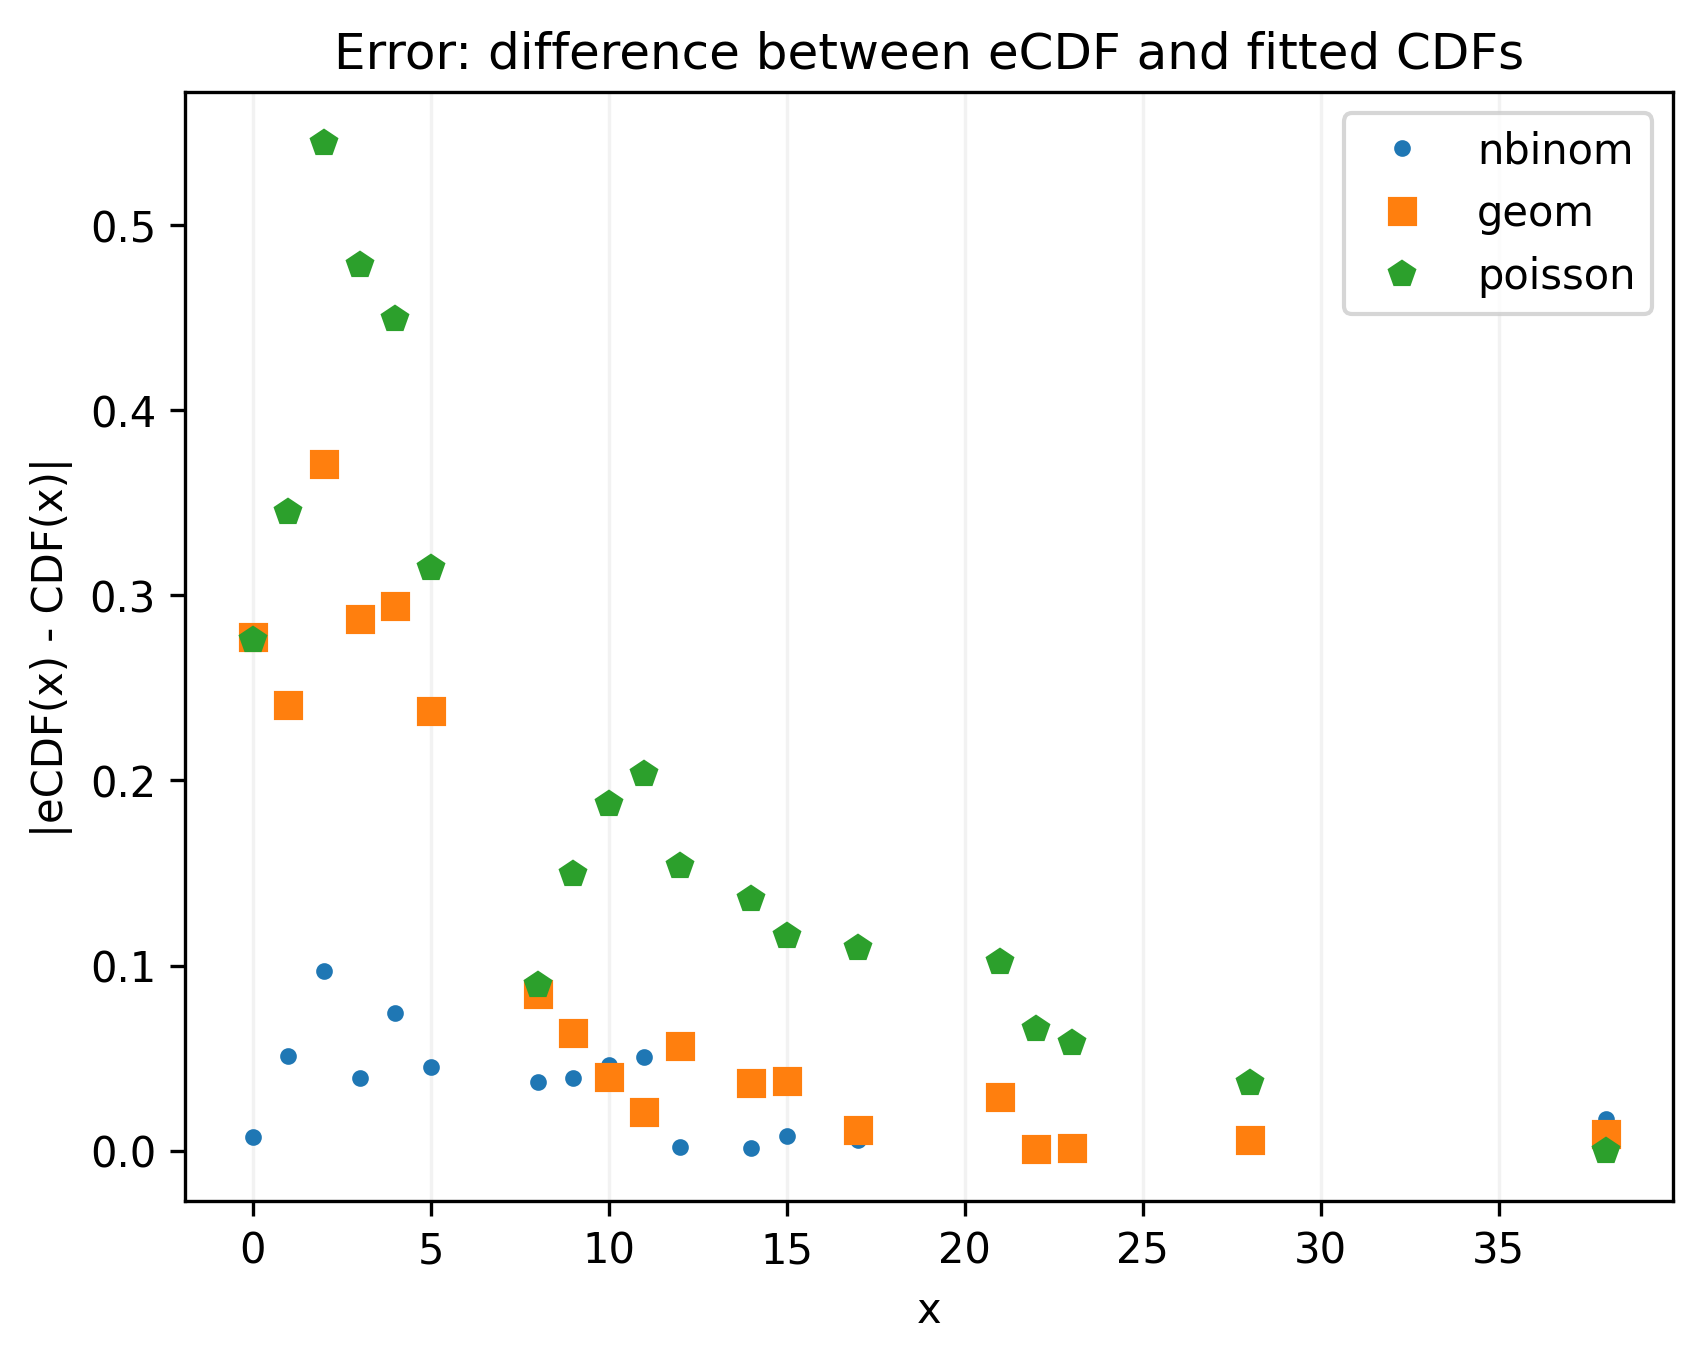 Error: difference between eCDF and fitted CDFs
|eCDF(x) - CDF(x)|
0.5
0.4
0.3
0.2
0.1
0.0
nbinom
geom
poisson
0 5 10 15 20 25 30 35
x